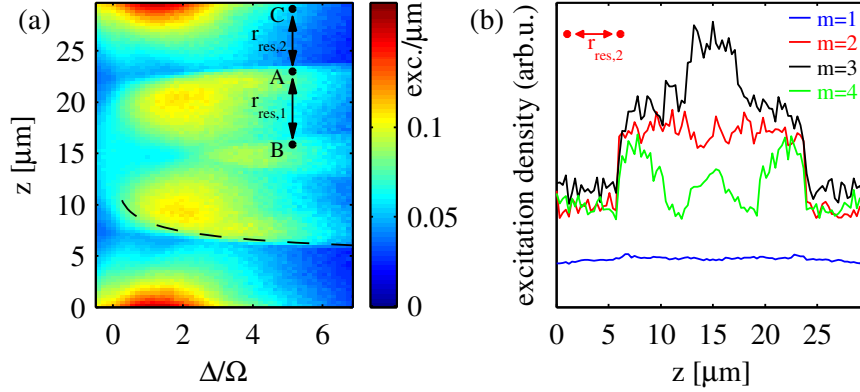 (a)
z [μm]
25
20
15
10
5
0
0
2
4
6
Δ/Ω
C
r_res,2
A
r_res,1
B
exc./μm
0.1
0.05
0
(b)
r_res,2
m=1
m=2
m=3
m=4
excitation density (arb.u.)
0
5
10
15
20
25
z [μm]